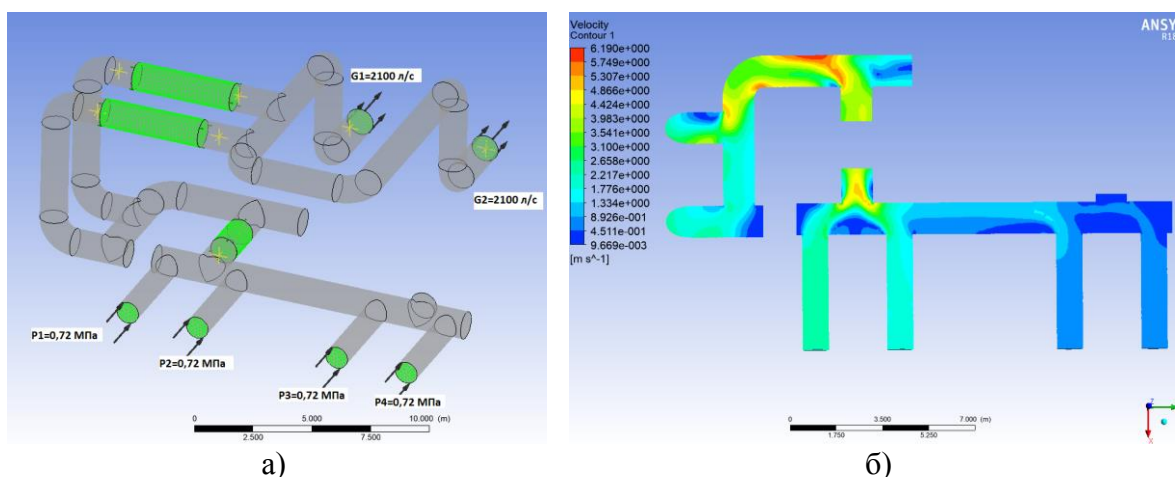 G1=2100 л/с
G2=2100 л/с
P1=0,72 МПа
P2=0,72 МПа
P3=0,72 МПа
P4=0,72 МПа
0 5.000 10.000 (m)
2.500 7.500
а)
Velocity
Contour 1
6.190e+000
5.749e+000
5.307e+000
4.866e+000
4.424e+000
3.983e+000
3.541e+000
3.100e+000
2.658e+000
2.217e+000
1.776e+000
1.334e+000
8.926e-001
4.511e-001
9.669e-003
[m s^-1]
ANSY
R18
0 3.500 7.000 (m)
1.750 5.250
Z
X
б)